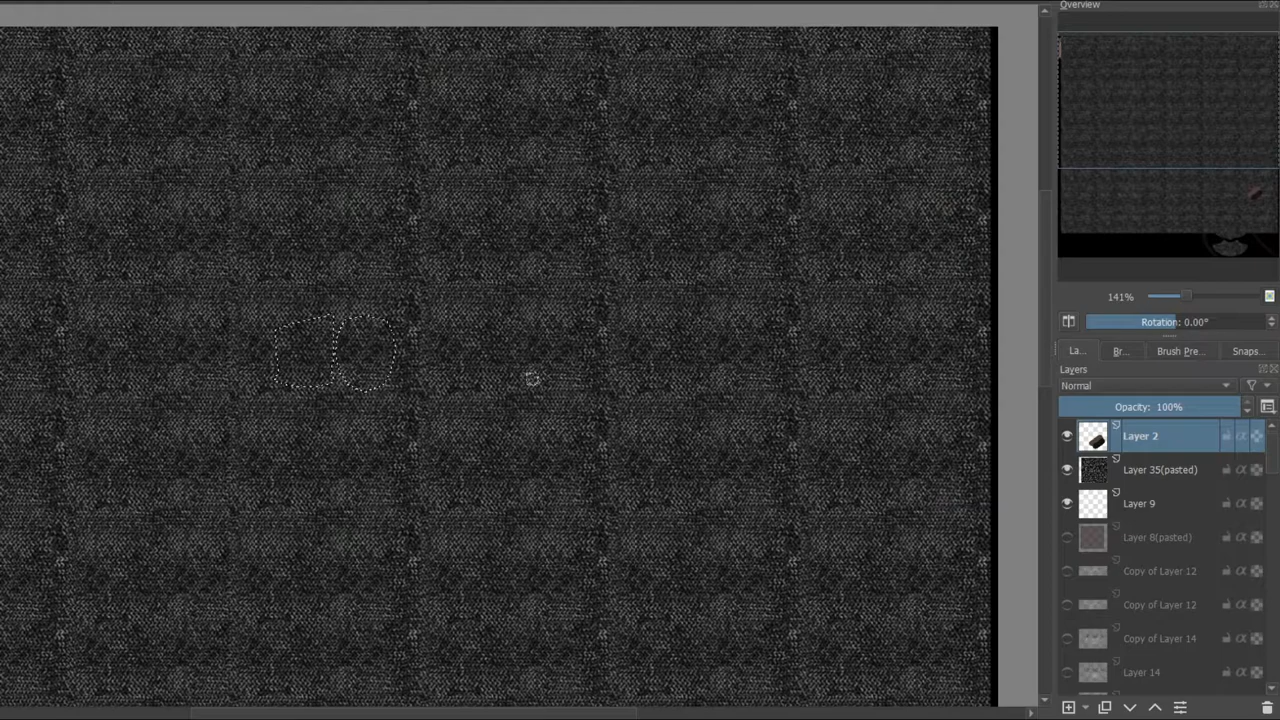 Overview
141%
Rotation: 0.00°
La...
Br...
Brush Pre...
Snaps...
Layers
Normal
Opacity: 100%
Layer 2
Layer 35(pasted)
Layer 9
Layer 8(pasted)
Copy of Layer 12
Copy of Layer 12
Copy of Layer 14
Layer 14